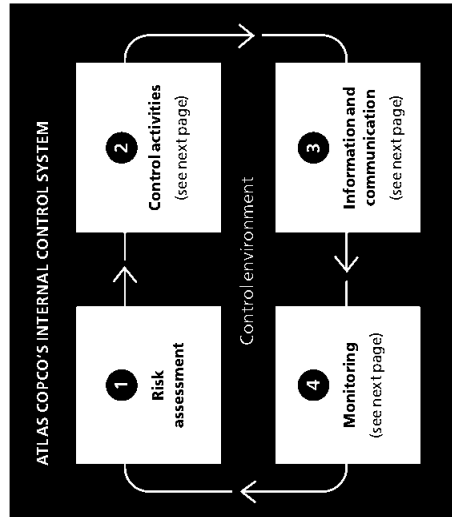 ATLAS COPCO'S INTERNAL CONTROL SYSTEM
1
Risk
assessment
2
Control activities
(see next page)
Control environment
3
Information and
communication
(see next page)
4
Monitoring
(see next page)